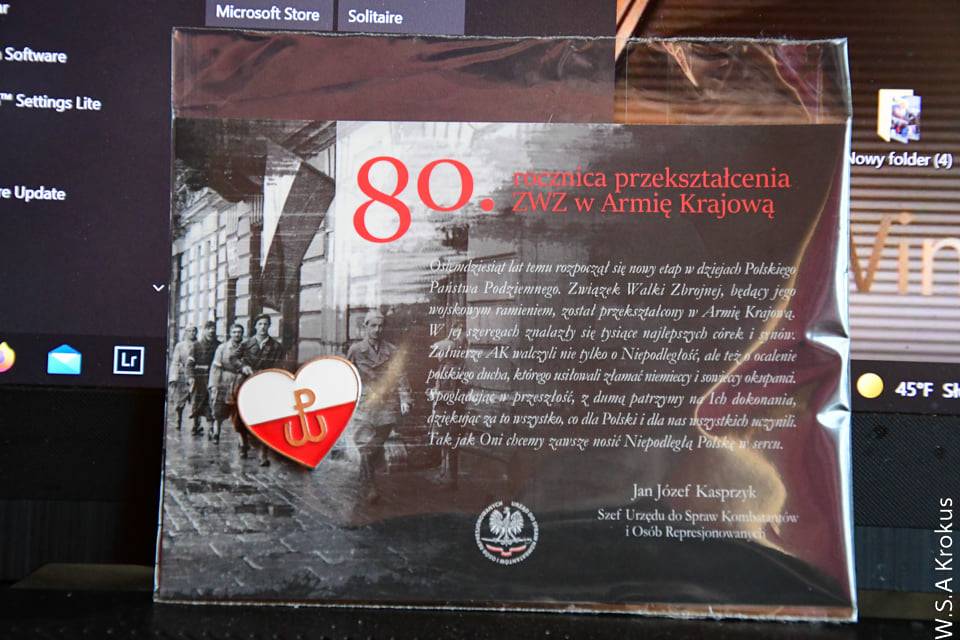 Microsoft Store
Solitaire
Software
™ Settings Lite
re Update
Nowy folder (4)
Win
Lr
45°F
80. rocznica przekształcenia
ZWZ w Armię Krajową
Osiemdziesiąt lat temu rozpoczął się nowy etap w dziejach Polskiego
Państwa Podziemnego. Związek Walki Zbrojnej, będący jego
wojskowym ramieniem, został przekształcony w Armię Krajową.
W jej szeregach znalazły się tysiące najlepszych córek i synów.
Żołnierze AK walczyli nie tylko o Niepodległość, ale też o ocalenie
polskiego ducha, którego usiłowali złamać niemieccy i sowieccy okupanci.
Spoglądając w przeszłość, z dumą patrzymy na Ich dokonania,
dziękując za to wszystko, co dla Polski i dla nas wszystkich uczynili.
Tak jak Oni chcemy zawsze nosić Niepodległą Polskę w sercu.
Jan Józef Kasprzyk
Szef Urzędu do Spraw Kombatantów
i Osób Represjonowanych
W.S.A Krokus